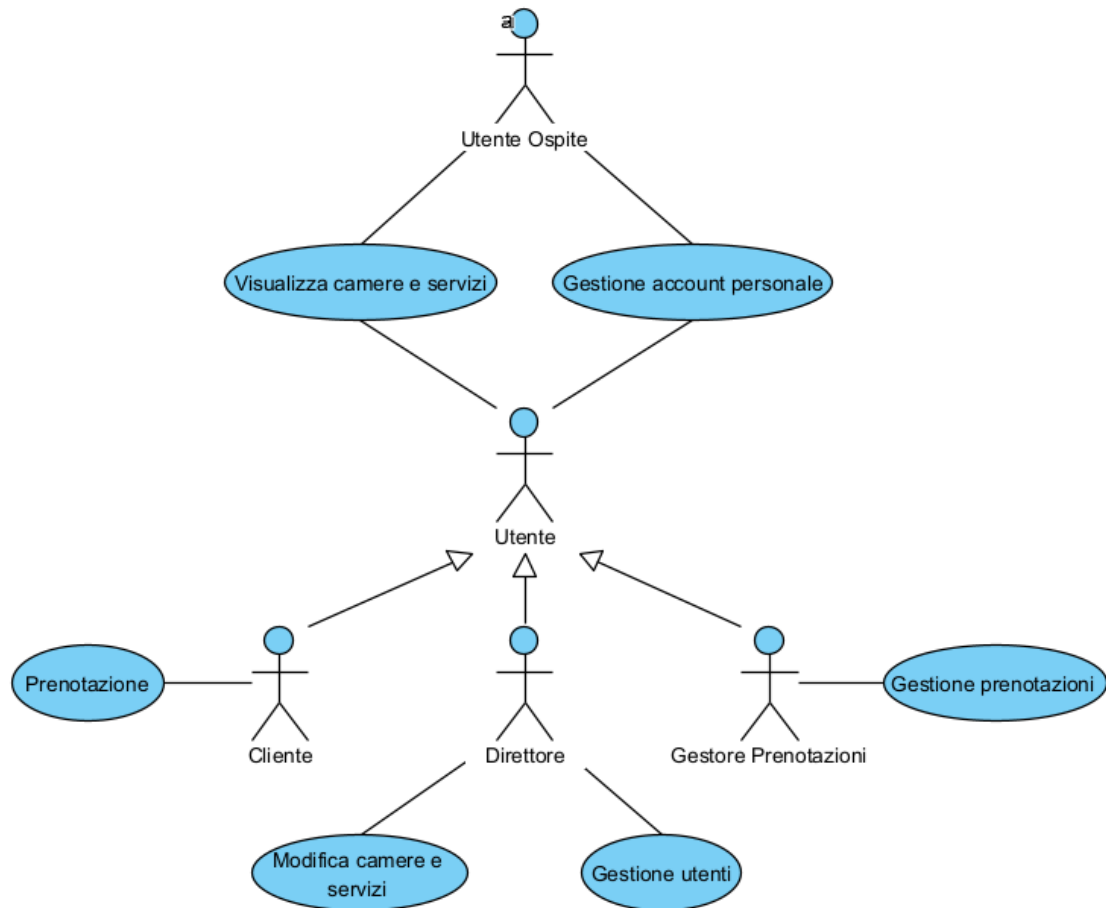 a
Utente Ospite
Visualizza camere e servizi
Gestione account personale
Utente
Prenotazione
Cliente
Direttore
Gestore Prenotazioni
Gestione prenotazioni
Modifica camere e
servizi
Gestione utenti